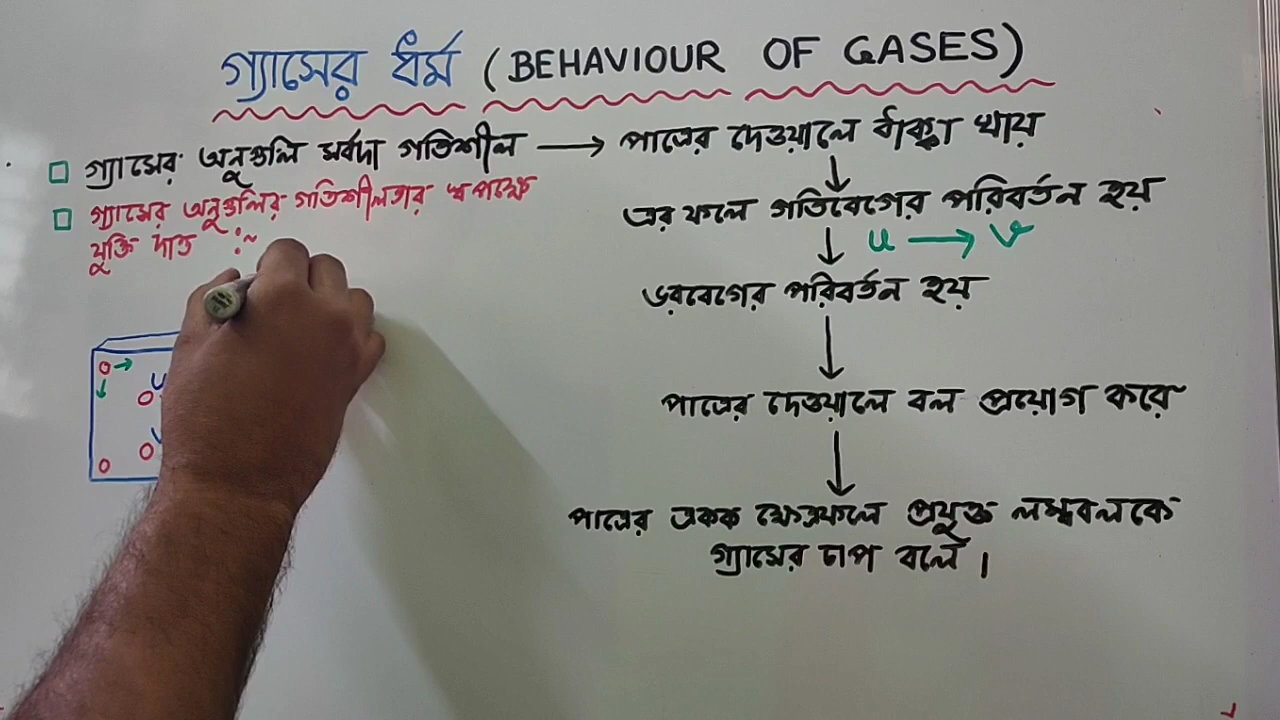 গ্যাসের ধর্ম (BEHAVIOUR OF GASES)
গ্যাসের অনুগুলি সর্বদা গতিশীল → পাত্রের দেওয়ালে ধাক্কা খায়
গ্যাসের অনুগুলির গতিশীলতার স্বপক্ষে
যুক্তি দাও :~
এর ফলে গতিবেগের পরিবর্তন হয়
u → v
ভরবেগের পরিবর্তন হয়
পাত্রের দেওয়ালে বল প্রয়োগ করে
পাত্রের একক ক্ষেত্রফলে প্রযুক্ত লম্ববলকে
গ্যাসের চাপ বলে।